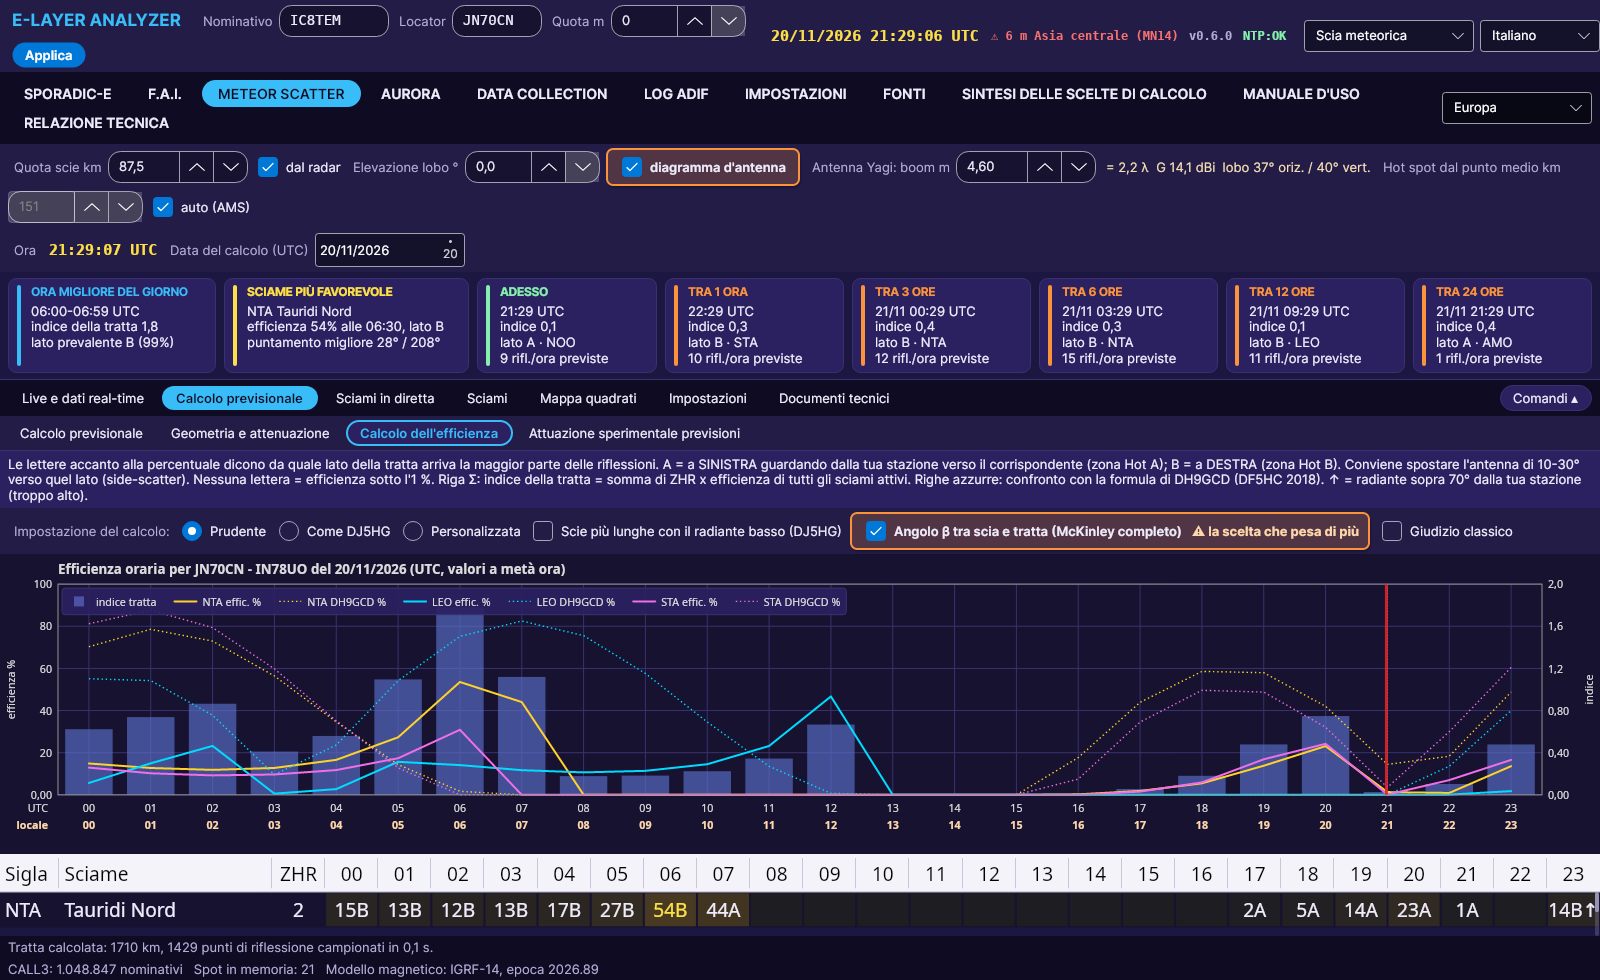 E-LAYER ANALYZER Nominativo IC8TEM Locator JN70CN Quota m 0
20/11/2026 21:29:06 UTC ⚠ 6 m Asia centrale (MN14) v0.6.0 NTP:OK Scia meteorica Italiano
Applica
SPORADIC-E F.A.I. METEOR SCATTER AURORA DATA COLLECTION LOG ADIF IMPOSTAZIONI FONTI SINTESI DELLE SCELTE DI CALCOLO MANUALE D'USO
RELAZIONE TECNICA
Europa
Quota scie km 87,5 dal radar Elevazione lobo ° 0,0 diagramma d'antenna Antenna Yagi: boom m 4,60 = 2,2 λ G 14,1 dBi lobo 37° oriz. / 40° vert. Hot spot dal punto medio km
151 auto (AMS)
Ora 21:29:07 UTC Data del calcolo (UTC) 20/11/2026 20
ORA MIGLIORE DEL GIORNO
06:00-06:59 UTC
indice della tratta 1,8
lato prevalente B (99%)
SCIAME PIÙ FAVOREVOLE
NTA Tauridi Nord
efficienza 54% alle 06:30, lato B
puntamento migliore 28° / 208°
ADESSO
21:29 UTC
indice 0,1
lato A · NOO
9 rifl./ora previste
TRA 1 ORA
22:29 UTC
indice 0,3
lato B · STA
10 rifl./ora previste
TRA 3 ORE
21/11 00:29 UTC
indice 0,4
lato B · NTA
12 rifl./ora previste
TRA 6 ORE
21/11 03:29 UTC
indice 0,3
lato B · NTA
15 rifl./ora previste
TRA 12 ORE
21/11 09:29 UTC
indice 0,1
lato B · LEO
11 rifl./ora previste
TRA 24 ORE
21/11 21:29 UTC
indice 0,4
lato A · AMO
1 rifl./ora previste
Live e dati real-time Calcolo previsionale Sciami in diretta Sciami Mappa quadrati Impostazioni Documenti tecnici Comandi ▴
Calcolo previsionale Geometria e attenuazione Calcolo dell'efficienza Attuazione sperimentale previsioni
Le lettere accanto alla percentuale dicono da quale lato della tratta arriva la maggior parte delle riflessioni. A = a SINISTRA guardando dalla tua stazione verso il corrispondente (zona Hot A); B = a DESTRA (zona Hot B). Conviene spostare l'antenna di 10-30°
verso quel lato (side-scatter). Nessuna lettera = efficienza sotto l'1 %. Riga Σ: indice della tratta = somma di ZHR x efficienza di tutti gli sciami attivi. Righe azzurre: confronto con la formula di DH9GCD (DF5HC 2018). ↑ = radiante sopra 70° dalla tua stazione
(troppo alto).
Impostazione del calcolo: Prudente Come DJ5HG Personalizzata Scie più lunghe con il radiante basso (DJ5HG) Angolo β tra scia e tratta (McKinley completo) ⚠ la scelta che pesa di più Giudizio classico
Efficienza oraria per JN70CN - IN78UO del 20/11/2026 (UTC, valori a metà ora)
indice tratta NTA effic. % NTA DH9GCD % LEO effic. % LEO DH9GCD % STA effic. % STA DH9GCD %
100 2,0
80 1,6
60 1,2
40 0,80
20 0,40
0,00 0,00
efficienza %
indice
UTC 00 01 02 03 04 05 06 07 08 09 10 11 12 13 14 15 16 17 18 19 20 21 22 23
locale 00 01 02 03 04 05 06 07 08 09 10 11 12 13 14 15 16 17 18 19 20 21 22 23
Sigla Sciame ZHR 00 01 02 03 04 05 06 07 08 09 10 11 12 13 14 15 16 17 18 19 20 21 22 23
NTA Tauridi Nord 2 15B 13B 12B 13B 17B 27B 54B 44A 2A 5A 14A 23A 1A 14B↑
Tratta calcolata: 1710 km, 1429 punti di riflessione campionati in 0,1 s.
CALL3: 1.048.847 nominativi Spot in memoria: 21 Modello magnetico: IGRF-14, epoca 2026.89